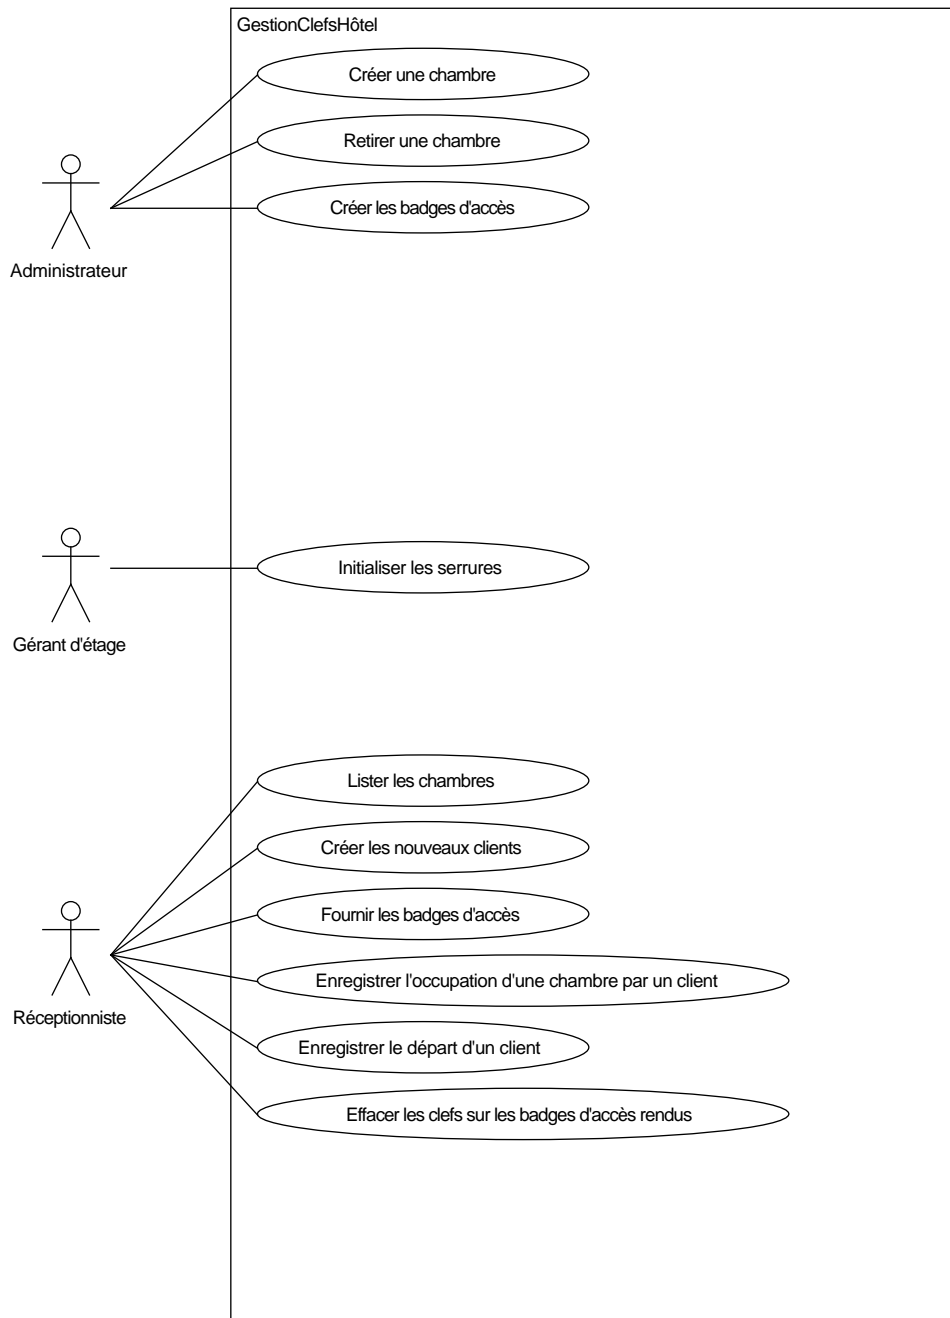 GestionClefsHôtel
Créer une chambre
Retirer une chambre
Créer les badges d'accès
Administrateur
Initialiser les serrures
Gérant d'étage
Lister les chambres
Créer les nouveaux clients
Fournir les badges d'accès
Enregistrer l'occupation d'une chambre par un client
Réceptionniste
Enregistrer le départ d'un client
Effacer les clefs sur les badges d'accès rendus